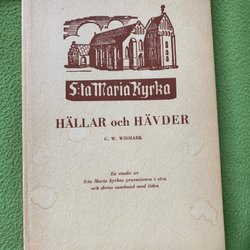 S:ta Maria Kyrka
HÄLLAR och HÄVDER
G. W. WIDMARK
En studie av
S:ta Maria kyrkas gravminnen i sten
och deras samband med tiden